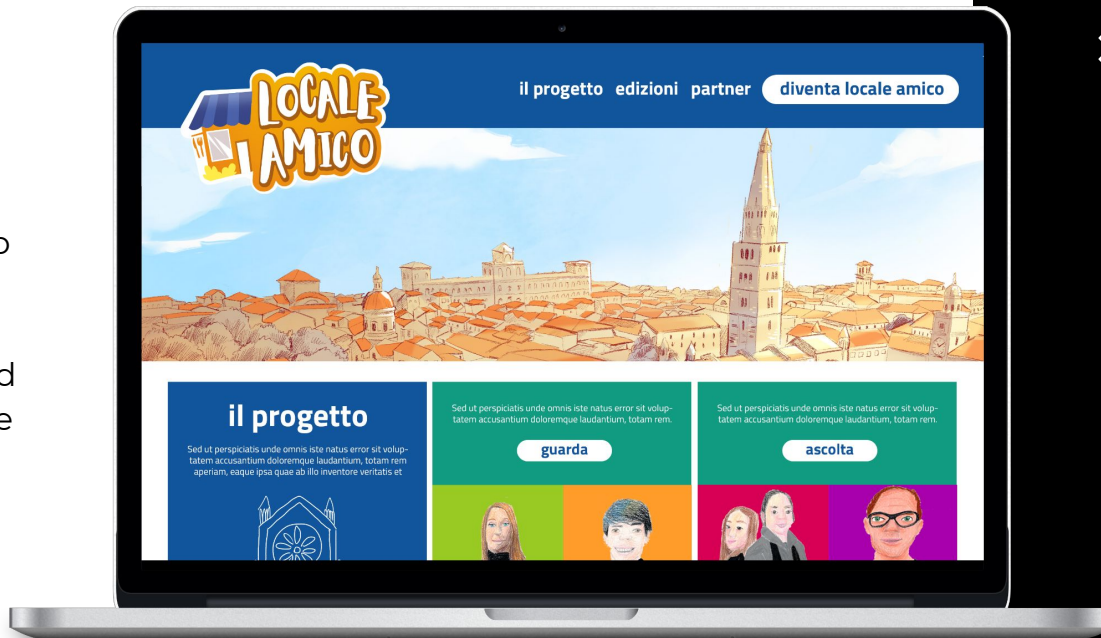 LOCALE
AMICO
il progetto edizioni partner diventa locale amico
il progetto
Sed ut perspiciatis unde omnis iste natus error sit volup-
tatem accusantium doloremque laudantium, totam rem
aperiam, eaque ipsa quae ab illo inventore veritatis et
Sed ut perspiciatis unde omnis iste natus error sit volup-
tatem accusantium doloremque laudantium, totam rem.
guarda
Sed ut perspiciatis unde omnis iste natus error sit volup-
tatem accusantium doloremque laudantium, totam rem.
ascolta